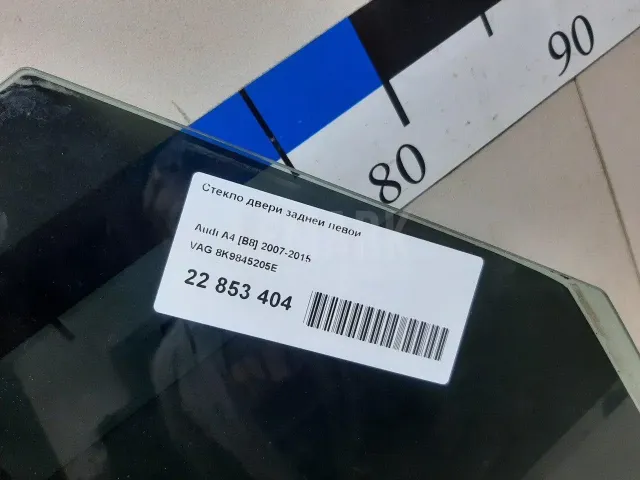 90
80
Стекло двери задней левой
Audi A4 [B8] 2007-2015
VAG 8K9845205E
22 853 404